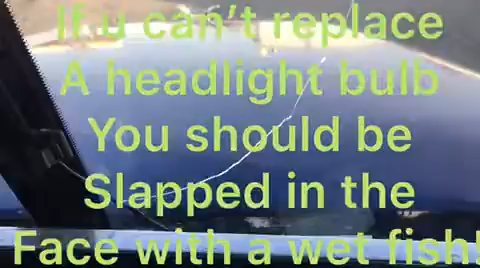 If u can't replace
A headlight bulb
You should be
Slapped in the
Face with a wet fish!